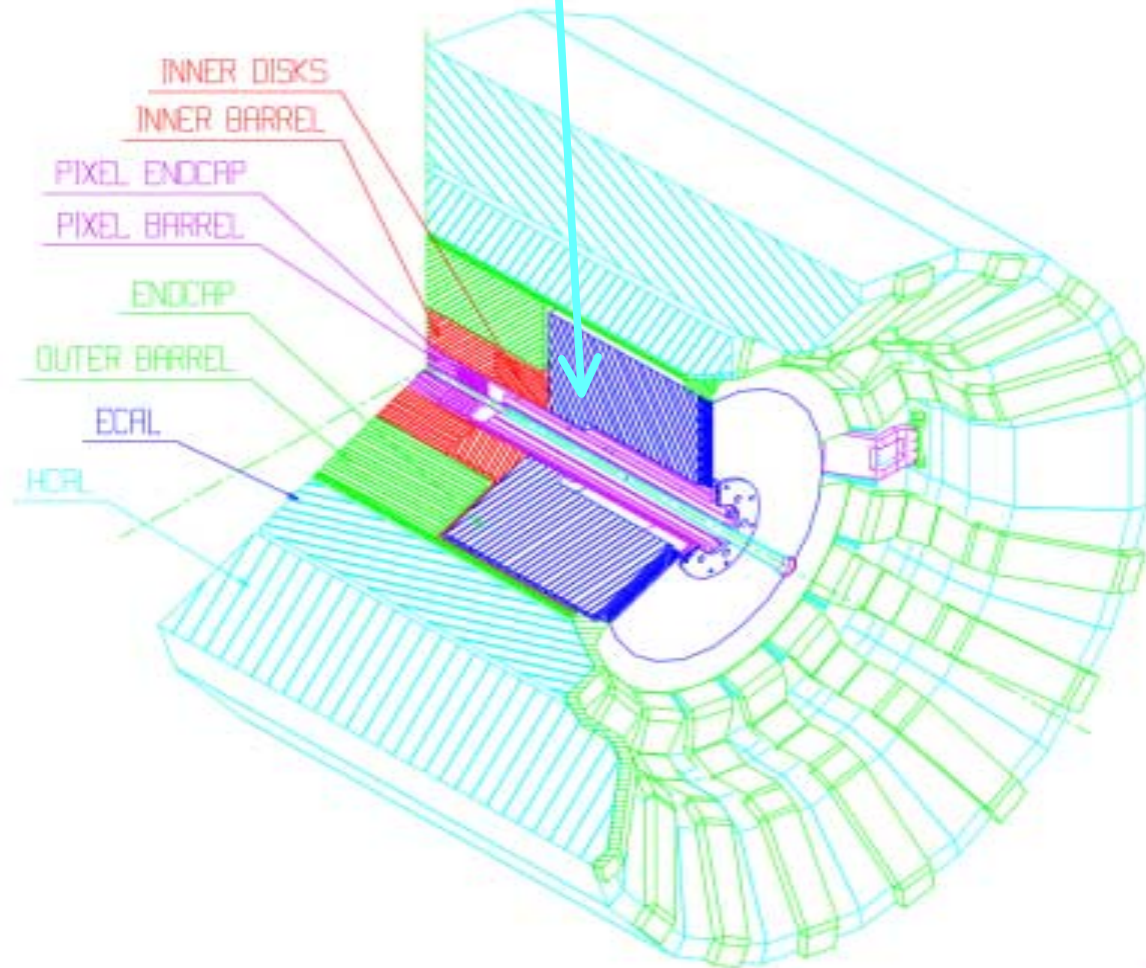 INNER DISKS
INNER BARREL
PIXEL ENDCAP
PIXEL BARREL
ENDCAP
OUTER BARREL
ECAL
HCAL